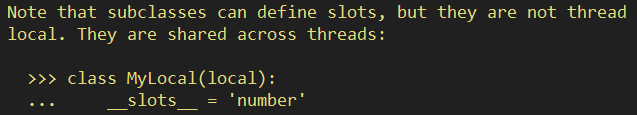 Note that subclasses can define slots, but they are not thread
local. They are shared across threads:
>>> class MyLocal(local):
...     __slots__ = 'number'